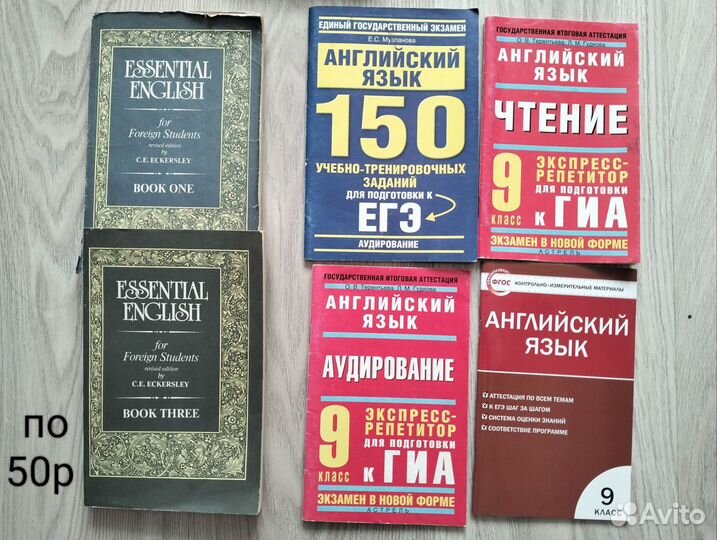 ESSENTIAL
ENGLISH
for
Foreign Students
revised edition by
C.E. ECKERSLEY
BOOK ONE
ЕДИНЫЙ ГОСУДАРСТВЕННЫЙ ЭКЗАМЕН
Е.С. Музланова
АНГЛИЙСКИЙ
ЯЗЫК
150
УЧЕБНО-ТРЕНИРОВОЧНЫХ
ЗАДАНИЙ
ДЛЯ ПОДГОТОВКИ К
ЕГЭ
АУДИРОВАНИЕ
ГОСУДАРСТВЕННАЯ ИТОГОВАЯ АТТЕСТАЦИЯ
О. В. Терентьева, Л. М. Гудкова
АНГЛИЙСКИЙ
ЯЗЫК
ЧТЕНИЕ
9
КЛАСС
ЭКСПРЕСС-
РЕПЕТИТОР
для подготовки
к ГИА
ЭКЗАМЕН В НОВОЙ ФОРМЕ
АСТРЕЛЬ
ESSENTIAL
ENGLISH
for
Foreign Students
revised edition by
C.E. ECKERSLEY
BOOK THREE
ГОСУДАРСТВЕННАЯ ИТОГОВАЯ АТТЕСТАЦИЯ
О. В. Терентьева, Л. М. Гудкова
АНГЛИЙСКИЙ
ЯЗЫК
АУДИРОВАНИЕ
9
КЛАСС
ЭКСПРЕСС-
РЕПЕТИТОР
для подготовки
к ГИА
ЭКЗАМЕН В НОВОЙ ФОРМЕ
АСТРЕЛЬ
ФГОС
КОНТРОЛЬНО-ИЗМЕРИТЕЛЬНЫЕ МАТЕРИАЛЫ
АНГЛИЙСКИЙ
ЯЗЫК
АТТЕСТАЦИЯ ПО ВСЕМ ТЕМАМ
К ЕГЭ ШАГ ЗА ШАГОМ
СИСТЕМА ОЦЕНКИ ЗНАНИЙ
СООТВЕТСТВИЕ ПРОГРАММЕ
9
КЛАСС
по
50р
Avito